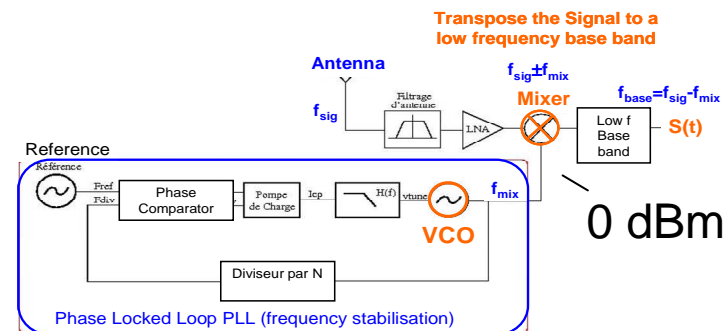 Transpose the Signal to a
low frequency base band
Antenna
fsig±fmix
fsig
Filtrage
d'antenne
LNA
Mixer
fbase=fsig-fmix
Low f
Base
band
S(t)
Reference
Référence
Fref
Fdiv
Phase
Comparator
Pompe
de Charge
Icp
H(f)
vtune
VCO
fmix
0 dBm
Diviseur par N
Phase Locked Loop PLL (frequency stabilisation)